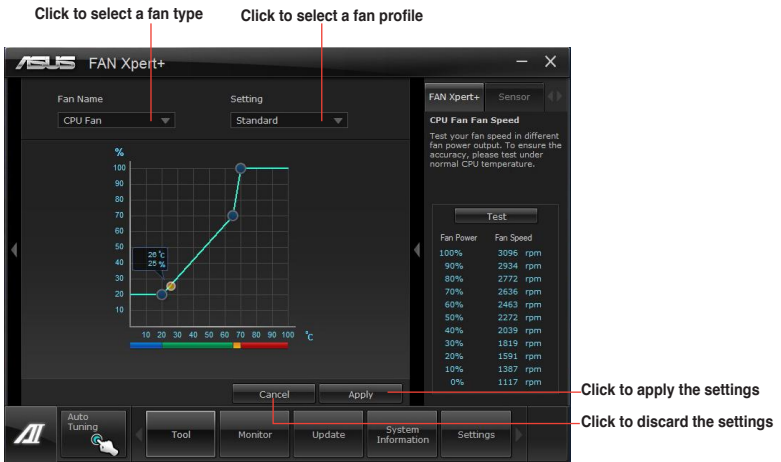 Click to select a fan type
Click to select a fan profile
ASUS FAN Xpert+
Fan Name
Setting
CPU Fan
Standard
%
100
90
80
70
60
50
40
30
20
10
26 °C
25 %
10 20 30 40 50 60 70 80 90 100 °C
Cancel
Apply
FAN Xpert+
Sensor
CPU Fan Fan Speed
Test your fan speed in different
fan power output. To ensure the
accuracy, please test under
normal CPU temperature.
Test
Fan Power Fan Speed
100% 3096 rpm
90% 2934 rpm
80% 2772 rpm
70% 2636 rpm
60% 2463 rpm
50% 2272 rpm
40% 2039 rpm
30% 1819 rpm
20% 1591 rpm
10% 1387 rpm
0% 1117 rpm
Click to apply the settings
Click to discard the settings
AI
Auto
Tuning
Tool
Monitor
Update
System
Information
Settings